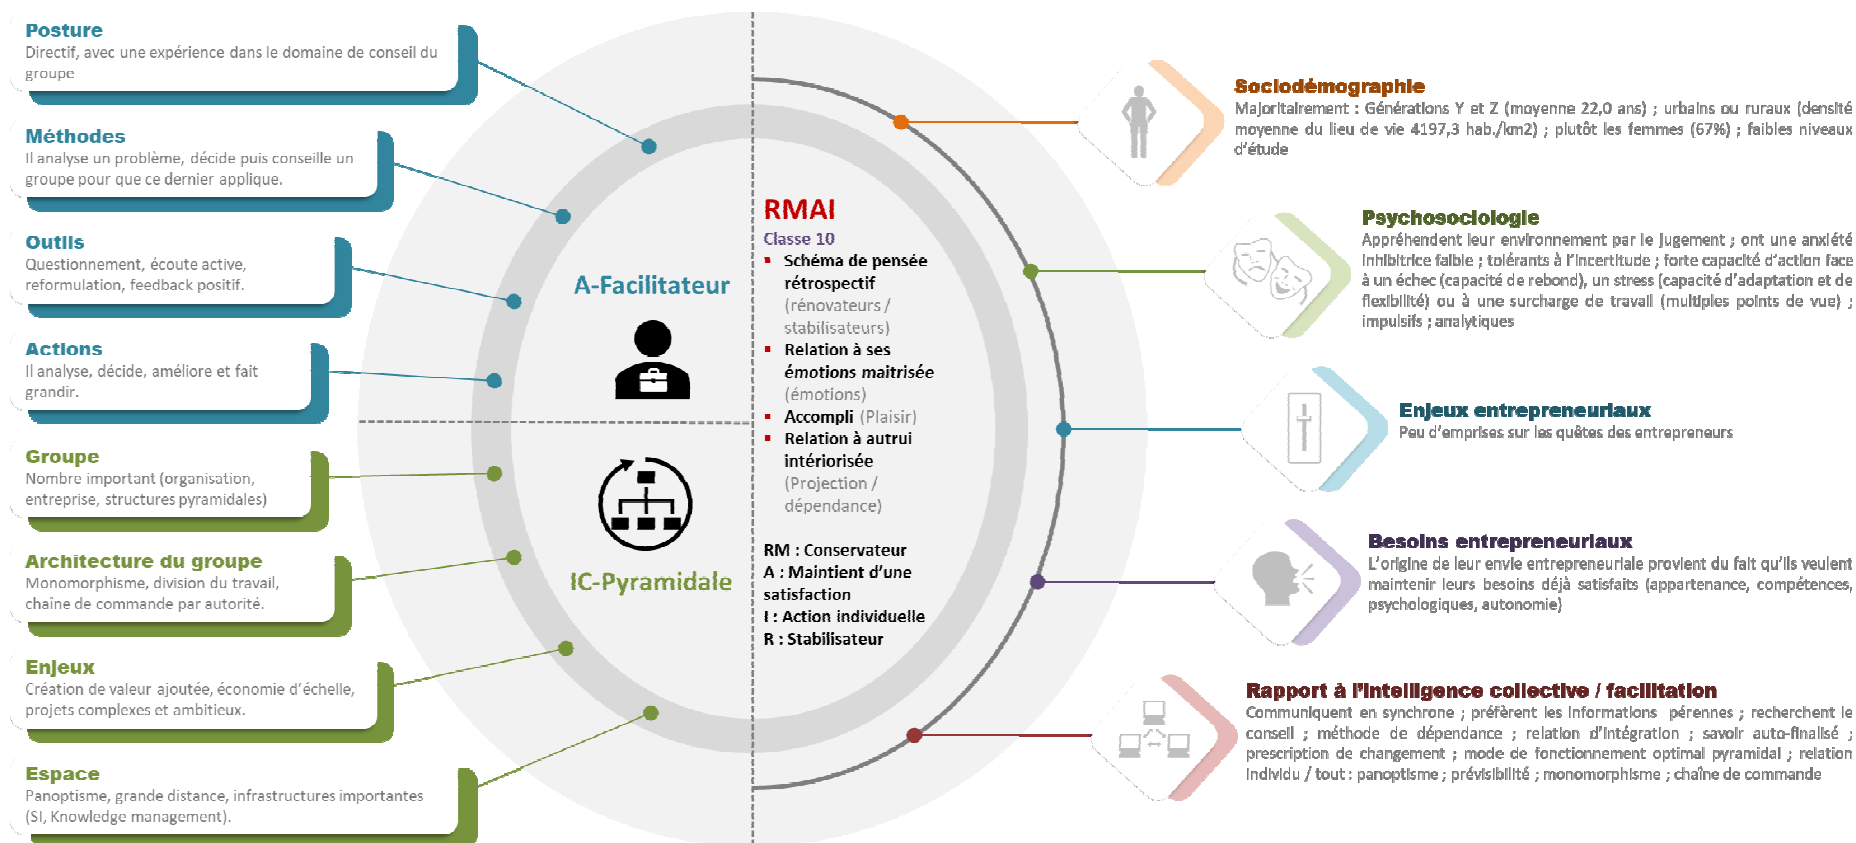 Posture
Directif, avec une expérience dans le domaine de conseil du
groupe
Méthodes
Il analyse un problème, décide puis conseille un
groupe pour que ce dernier applique.
Outils
Questionnement, écoute active,
reformulation, feedback positif.
Actions
Il analyse, décide, améliore et fait
grandir.
Groupe
Nombre important (organisation,
entreprise, structures pyramidales)
Architecture du groupe
Monomorphisme, division du travail,
chaîne de commande par autorité.
Enjeux
Création de valeur ajoutée, économie d'échelle,
projets complexes et ambitieux.
Espace
Panoptisme, grande distance, infrastructures importantes
(SI, Knowledge management).
A-Facilitateur
IC-Pyramidale
RMAI
Classe 10
▪ Schéma de pensée
rétrospectif
(rénovateurs /
stabilisateurs)
▪ Relation à ses
émotions maitrisée
(émotions)
▪ Accompli (Plaisir)
▪ Relation à autrui
intériorisée
(Projection /
dépendance)
RM : Conservateur
A : Maintient d'une
satisfaction
I : Action individuelle
R : Stabilisateur
Sociodémographie
Majoritairement : Générations Y et Z (moyenne 22,0 ans) ; urbains ou ruraux (densité
moyenne du lieu de vie 4197,3 hab./km2) ; plutôt les femmes (67%) ; faibles niveaux
d'étude
Psychosociologie
Appréhendent leur environnement par le jugement ; ont une anxiété
inhibitrice faible ; tolérants à l'incertitude ; forte capacité d'action face
à un échec (capacité de rebond), un stress (capacité d'adaptation et de
flexibilité) ou à une surcharge de travail (multiples points de vue) ;
impulsifs ; analytiques
Enjeux entrepreneuriaux
Peu d'emprises sur les quêtes des entrepreneurs
Besoins entrepreneuriaux
L'origine de leur envie entrepreneuriale provient du fait qu'ils veulent
maintenir leurs besoins déjà satisfaits (appartenance, compétences,
psychologiques, autonomie)
Rapport à l'intelligence collective / facilitation
Communiquent en synchrone ; préfèrent les informations pérennes ; recherchent le
conseil ; méthode de dépendance ; relation d'intégration ; savoir auto-finalisé ;
prescription de changement ; mode de fonctionnement optimal pyramidal ; relation
individu / tout : panoptisme ; prévisibilité ; monomorphisme ; chaîne de commande